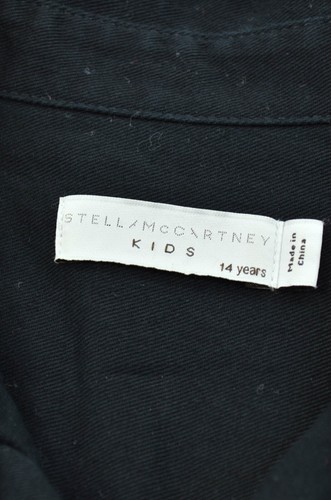 STELLA McCARTNEY
KIDS
14 years
Made in
China